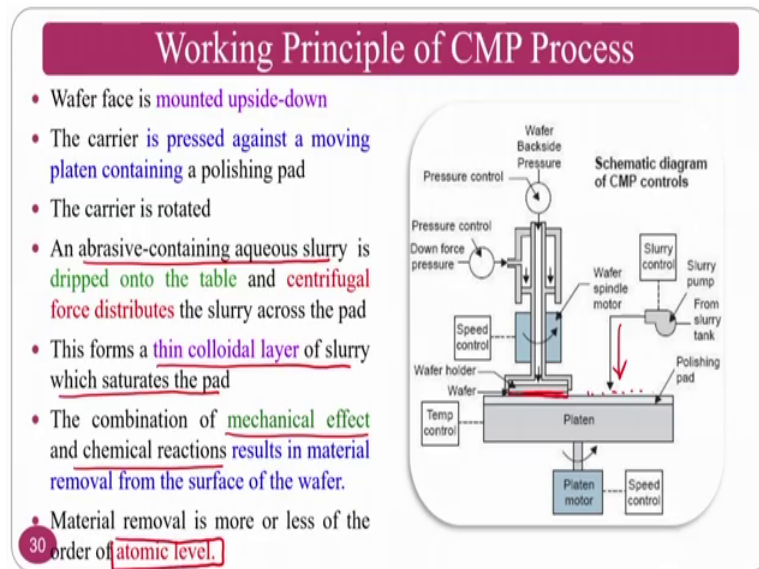 Working Principle of CMP Process
• Wafer face is mounted upside-down
• The carrier is pressed against a moving
platen containing a polishing pad
• The carrier is rotated
• An abrasive-containing aqueous slurry is
dripped onto the table and centrifugal
force distributes the slurry across the pad
• This forms a thin colloidal layer of slurry
which saturates the pad
• The combination of mechanical effect
and chemical reactions results in material
removal from the surface of the wafer.
• Material removal is more or less of the
order of atomic level.
30
Wafer
Backside
Pressure
Pressure control
Schematic diagram
of CMP controls
Pressure control
Down force
pressure
Slurry
control
Slurry
pump
Wafer
spindle
motor
From
slurry
tank
Speed
control
Wafer holder
Wafer
Polishing
pad
Temp
control
Platen
Platen
motor
Speed
control